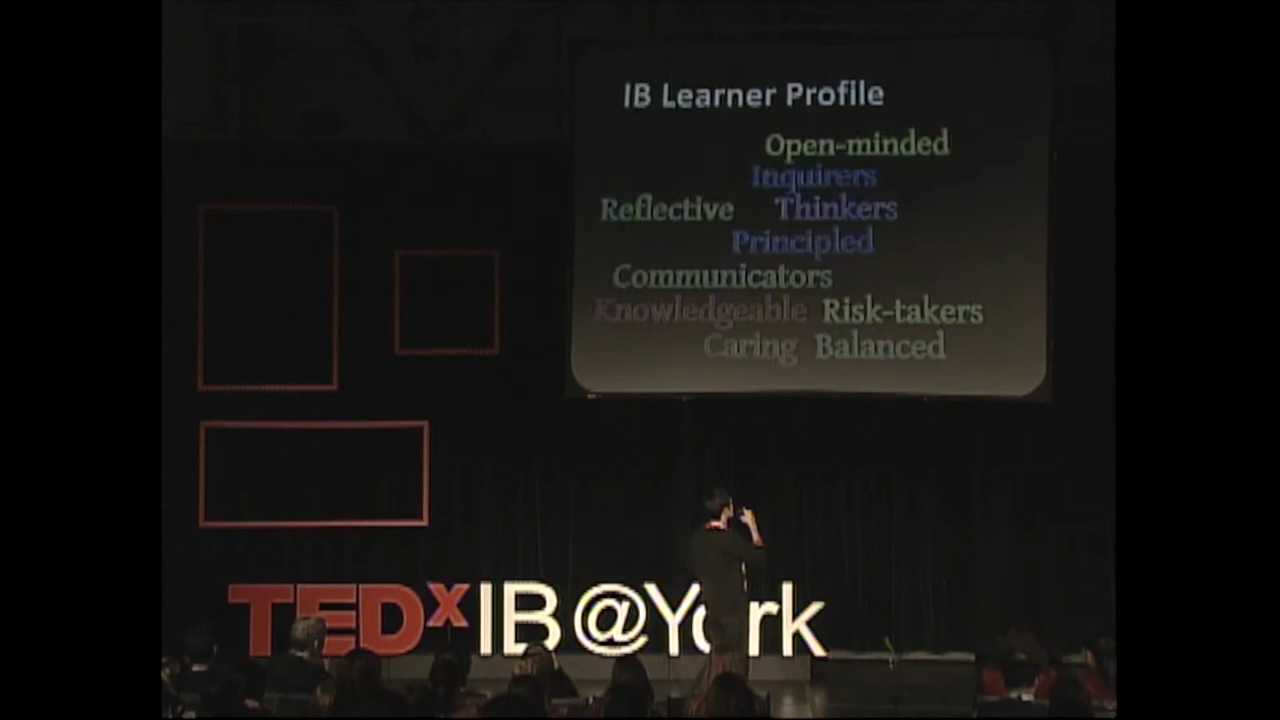 IB Learner Profile
Open-minded
Inquirers
Reflective Thinkers
Principled
Communicators
Knowledgeable Risk-takers
Caring Balanced
TEDxIB@York